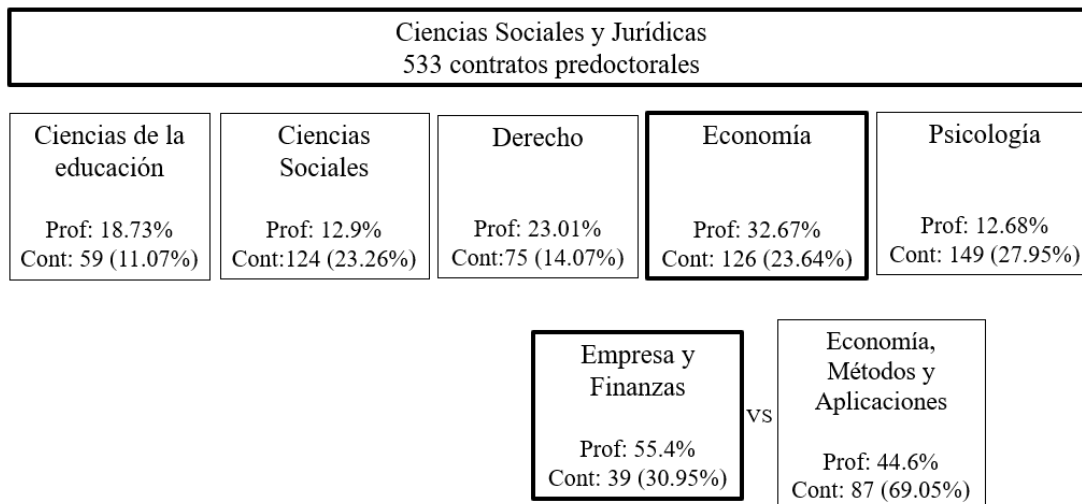 Ciencias Sociales y Jurídicas
533 contratos predoctorales
Ciencias de la
educación
Prof: 18.73%
Cont: 59 (11.07%)
Ciencias
Sociales
Prof: 12.9%
Cont:124 (23.26%)
Derecho
Prof: 23.01%
Cont:75 (14.07%)
Economía
Prof: 32.67%
Cont: 126 (23.64%)
Psicología
Prof: 12.68%
Cont: 149 (27.95%)
Empresa y
Finanzas
Prof: 55.4%
Cont: 39 (30.95%)
VS
Economía,
Métodos y
Aplicaciones
Prof: 44.6%
Cont: 87 (69.05%)